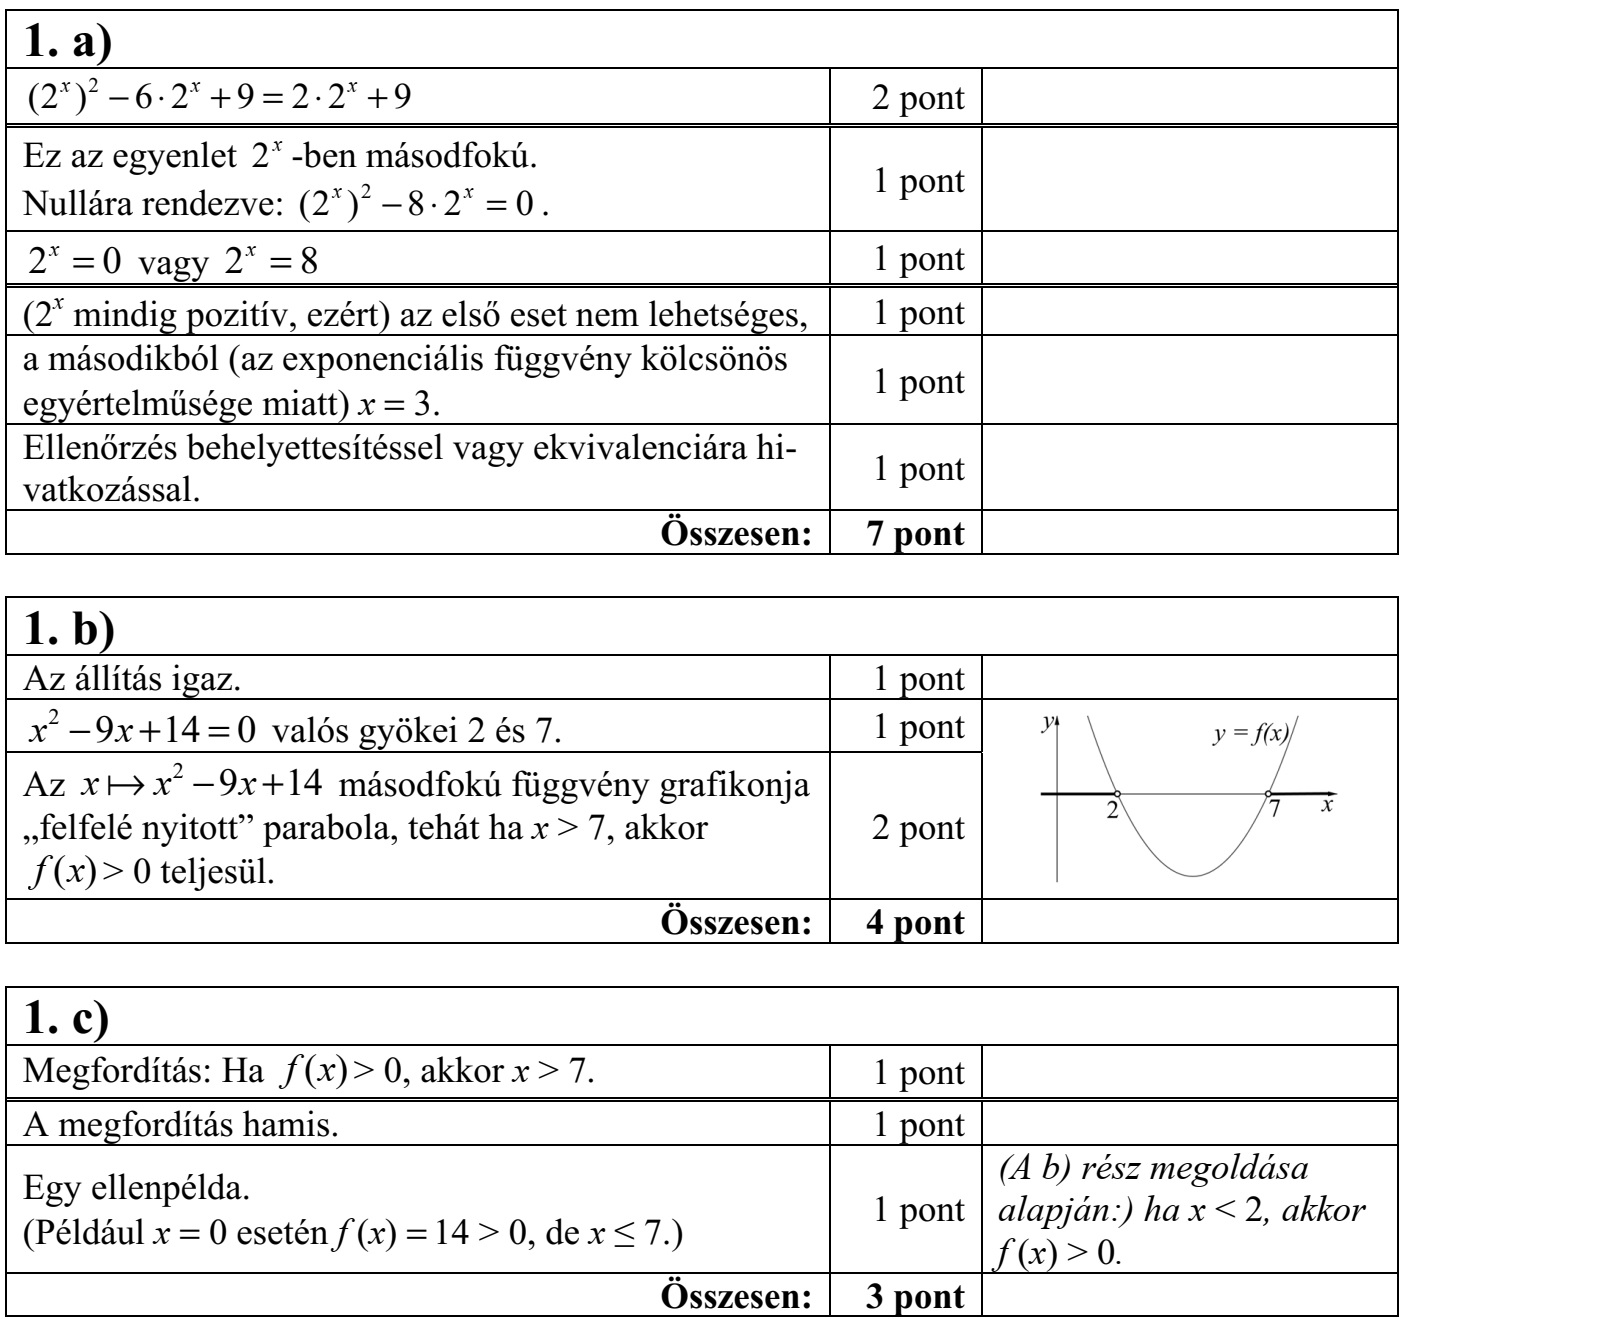 1. a)
(2^x)^2 – 6 · 2^x + 9 = 2 · 2^x + 9 2 pont
Ez az egyenlet 2^x -ben másodfokú.
Nullára rendezve: (2^x)^2 – 8 · 2^x = 0 .
1 pont
2^x = 0 vagy 2^x = 8 1 pont
(2^x mindig pozitív, ezért) az első eset nem lehetséges, 1 pont
a másodikból (az exponenciális függvény kölcsönös
egyértelműsége miatt) x = 3.
1 pont
Ellenőrzés behelyettesítéssel vagy ekvivalenciára hi-
vatkozással.
1 pont
Összesen: 7 pont
1. b)
Az állítás igaz. 1 pont
x^2 – 9x + 14 = 0 valós gyökei 2 és 7. 1 pont
Az x ↦ x^2 – 9x + 14 másodfokú függvény grafikonja
„felfelé nyitott” parabola, tehát ha x > 7, akkor
f (x) > 0 teljesül.
2 pont
y
y = f(x)
2
7
x
Összesen: 4 pont
1. c)
Megfordítás: Ha f (x) > 0, akkor x > 7. 1 pont
A megfordítás hamis. 1 pont
Egy ellenpélda.
(Például x = 0 esetén f (x) = 14 > 0, de x ≤ 7.)
1 pont
(A b) rész megoldása
alapján:) ha x < 2, akkor
f (x) > 0.
Összesen: 3 pont